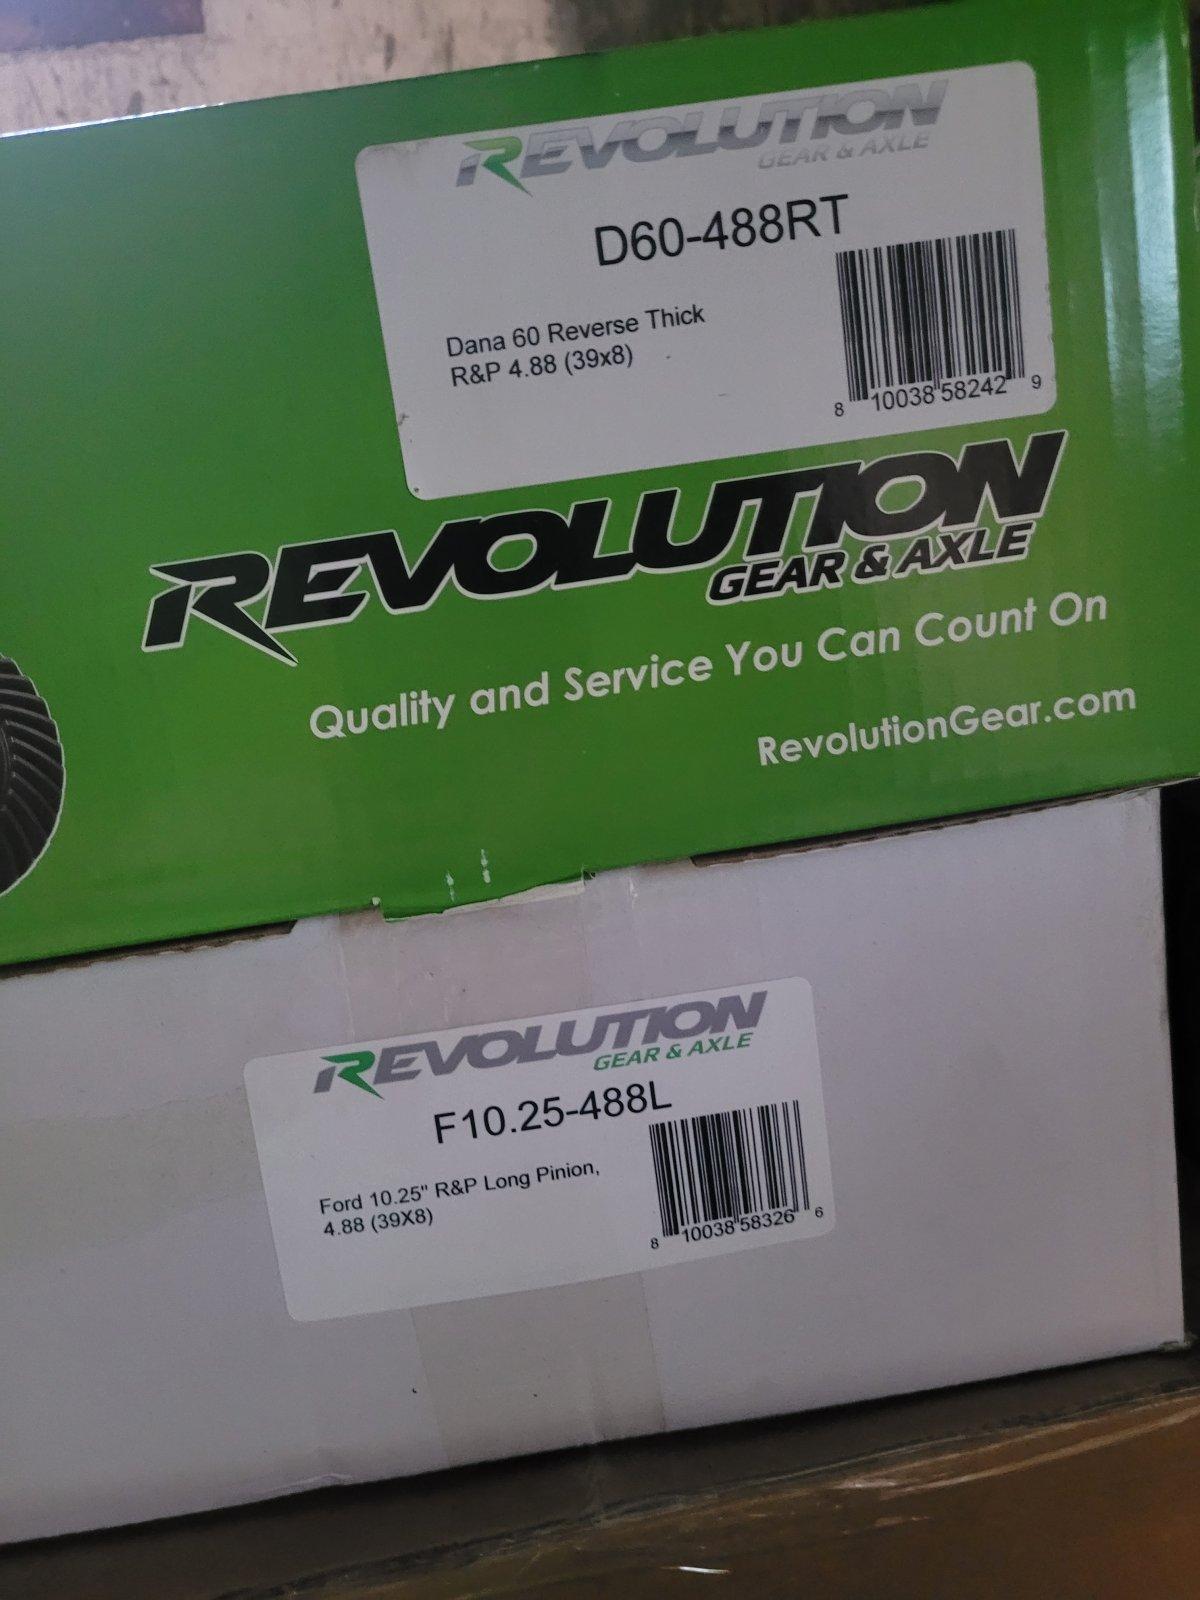 REVOLUTION
GEAR & AXLE
D60-488RT
Dana 60 Reverse Thick
R&P 4.88 (39x8)
8 10038 58242 9
REVOLUTION
GEAR & AXLE
Quality and Service You Can Count On
RevolutionGear.com
REVOLUTION
GEAR & AXLE
F10.25-488L
Ford 10.25" R&P Long Pinion,
4.88 (39X8)
8 10038 58326 6